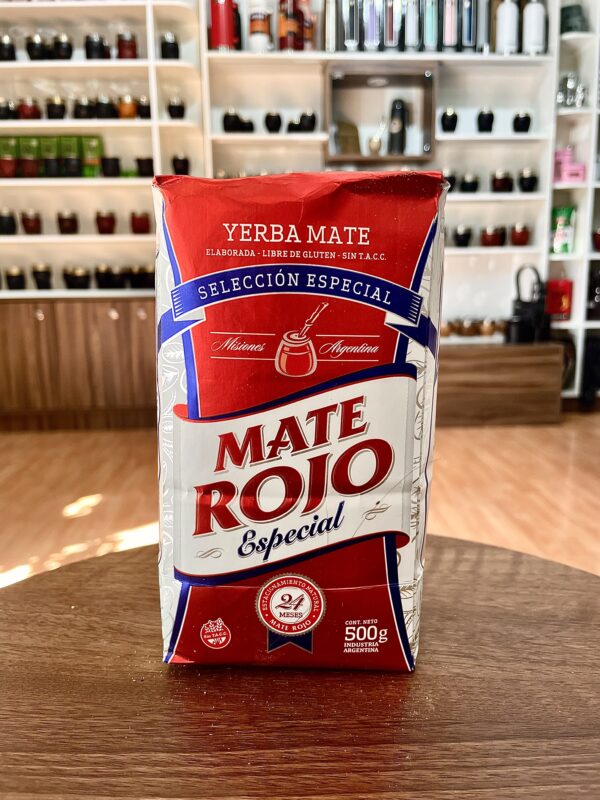 YERBA MATE
ELABORADA - LIBRE DE GLUTEN - SIN T.A.C.C.
SELECCIÓN ESPECIAL
Misiones Argentina
MATE
ROJO
Especial
ESTACIONAMIENTO NATURAL
24
MESES
MATE ROJO
Sin T.A.C.C.
CONT. NETO
500g
INDUSTRIA
ARGENTINA